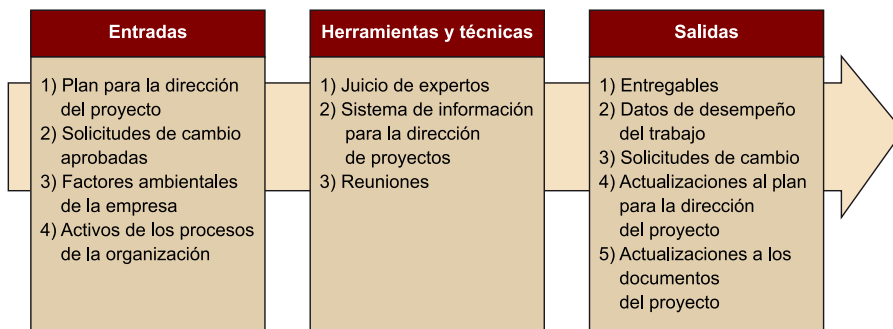 Entradas
1) Plan para la dirección
del proyecto
2) Solicitudes de cambio
aprobadas
3) Factores ambientales
de la empresa
4) Activos de los procesos
de la organización
Herramientas y técnicas
1) Juicio de expertos
2) Sistema de información
para la dirección
de proyectos
3) Reuniones
Salidas
1) Entregables
2) Datos de desempeño
del trabajo
3) Solicitudes de cambio
4) Actualizaciones al plan
para la dirección
del proyecto
5) Actualizaciones a los
documentos
del proyecto